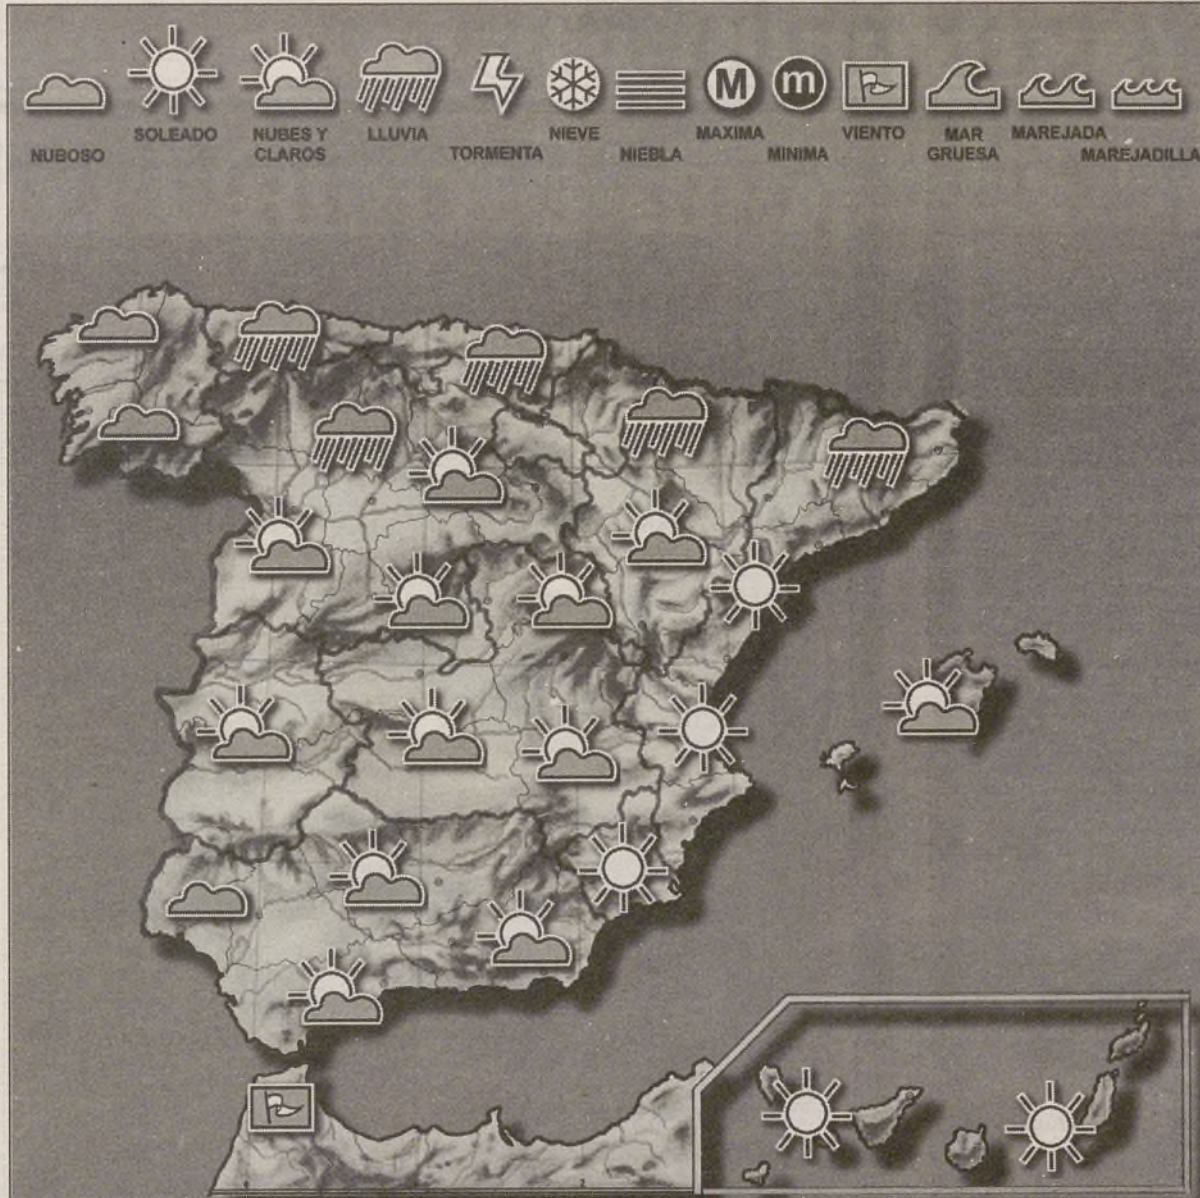 NUBOSO
SOLEADO
NUBES Y
CLAROS
LLUVIA
TORMENTA
NIEVE
NIEBLA
M
MAXIMA
m
MINIMA
VIENTO
MAR
GRUESA
MAREJADA
MAREJADILLA